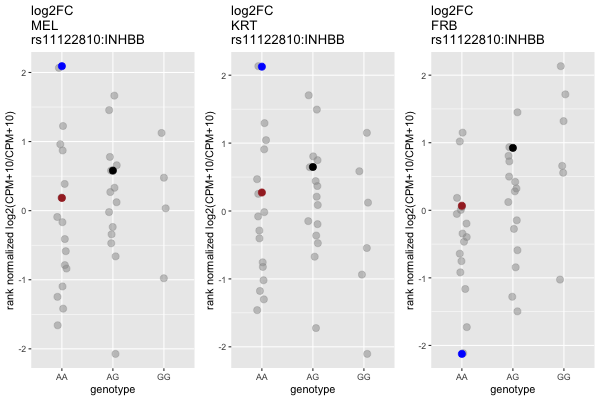 log2FC
MEL
rs11122810:INHBB
rank normalized log2(CPM+10/CPM+10)
2
1
0
-1
-2
AA
AG
GG
genotype
log2FC
KRT
rs11122810:INHBB
rank normalized log2(CPM+10/CPM+10)
2
1
0
-1
-2
AA
AG
GG
genotype
log2FC
FRB
rs11122810:INHBB
rank normalized log2(CPM+10/CPM+10)
2
1
0
-1
-2
AA
AG
GG
genotype